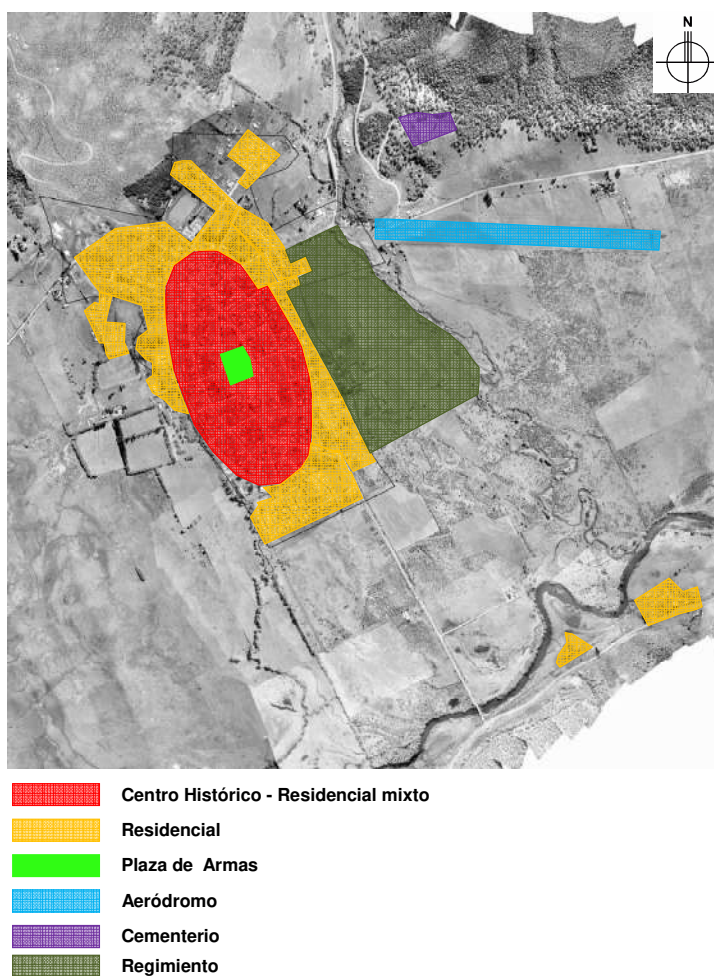 N
Centro Histórico - Residencial mixto
Residencial
Plaza de Armas
Aeródromo
Cementerio
Regimiento